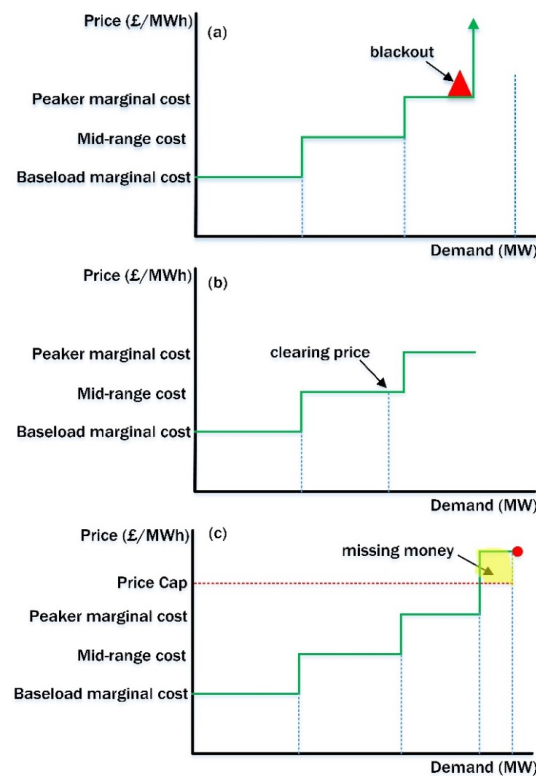 Price (£/MWh)
(a)
blackout
Peaker marginal cost
Mid-range cost
Baseload marginal cost
Demand (MW)
Price (£/MWh)
(b)
Peaker marginal cost
clearing price
Mid-range cost
Baseload marginal cost
Demand (MW)
Price (£/MWh)
(c)
missing money
Price Cap
Peaker marginal cost
Mid-range cost
Baseload marginal cost
Demand (MW)